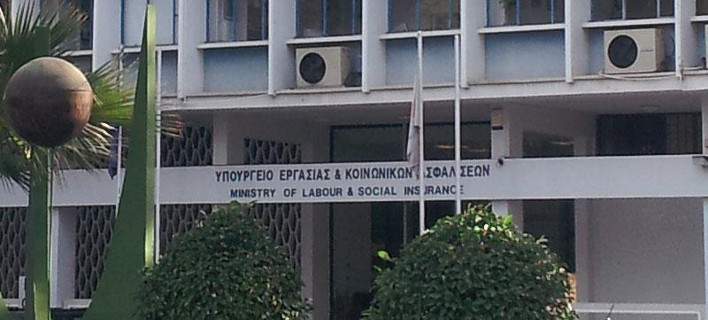 ΥΠΟΥΡΓΕΙΟ ΕΡΓΑΣΙΑΣ & ΚΟΙΝΩΝΙΚΩΝ ΑΣΦΑΛΙΣΕΩΝ
MINISTRY OF LABOUR & SOCIAL INSURANCE